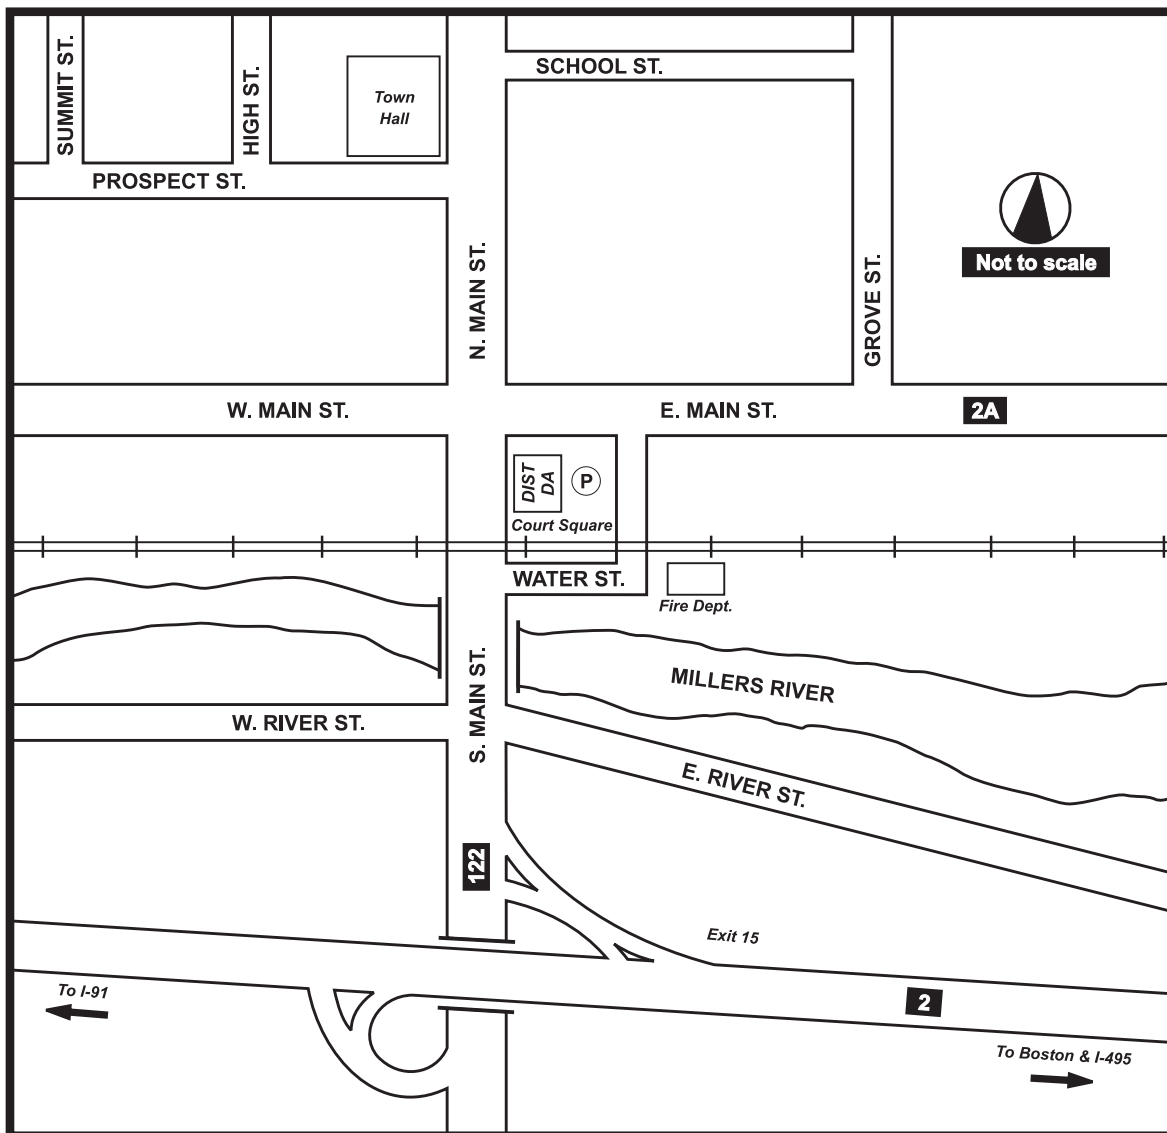 SUMMIT ST.
HIGH ST.
Town
Hall
SCHOOL ST.
PROSPECT ST.
N. MAIN ST.
GROVE ST.
Not to scale
W. MAIN ST.
E. MAIN ST.
2A
DIST
DA
P
Court Square
WATER ST.
Fire Dept.
S. MAIN ST.
MILLERS RIVER
W. RIVER ST.
E. RIVER ST.
122
Exit 15
To I-91
2
To Boston & I-495